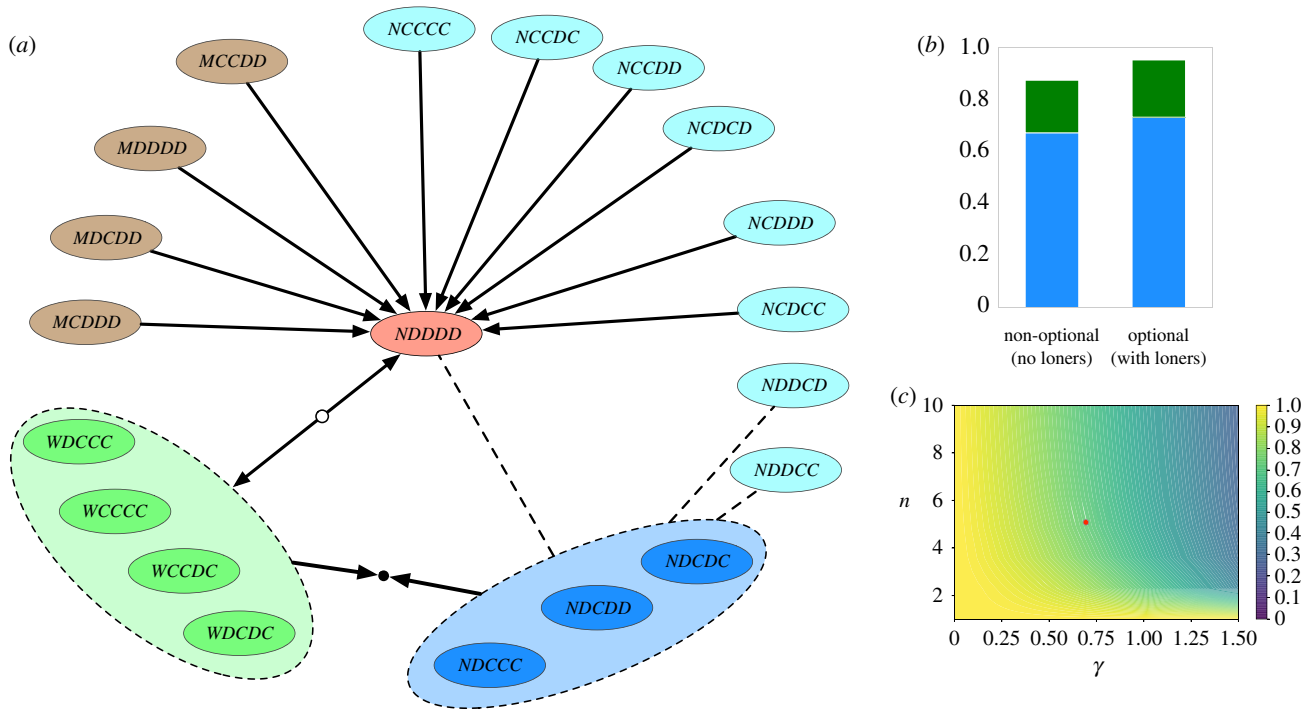 (a)
NCCCC
NCCDC
NCCDD
MCCDD
NCDCD
MDDDD
NCDDD
MDCDD
NCDCC
MCDDD
NDDDD
NDDCD
NDDCC
WDCCC
WCCCC
WCCDC
WDCDC
NDCDC
NDCDD
NDCCC
(b)
1.0
0.8
0.6
0.4
0.2
0
non-optional
(no loners)
optional
(with loners)
(c)
10
8
n 6
4
2
0 0.25 0.50 0.75 1.00 1.25 1.50
γ
1.0
0.9
0.8
0.7
0.6
0.5
0.4
0.3
0.2
0.1
0